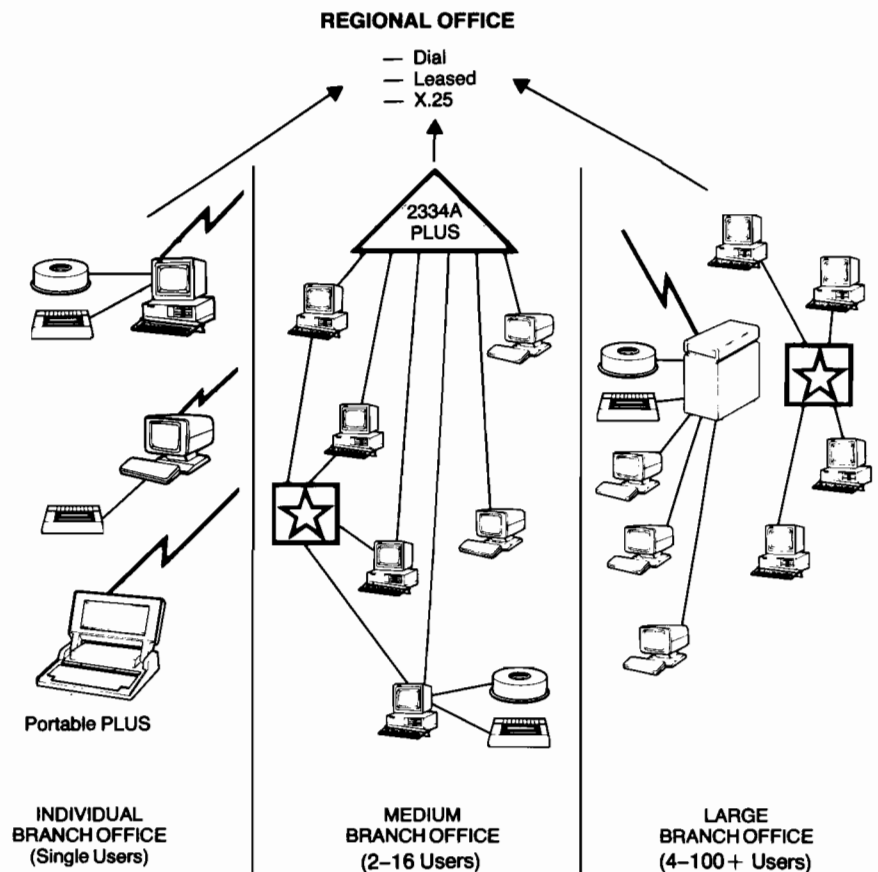 REGIONAL OFFICE
— Dial
— Leased
— X.25
2334A
PLUS
Portable PLUS
INDIVIDUAL
BRANCH OFFICE
(Single Users)
MEDIUM
BRANCH OFFICE
(2–16 Users)
LARGE
BRANCH OFFICE
(4–100+ Users)